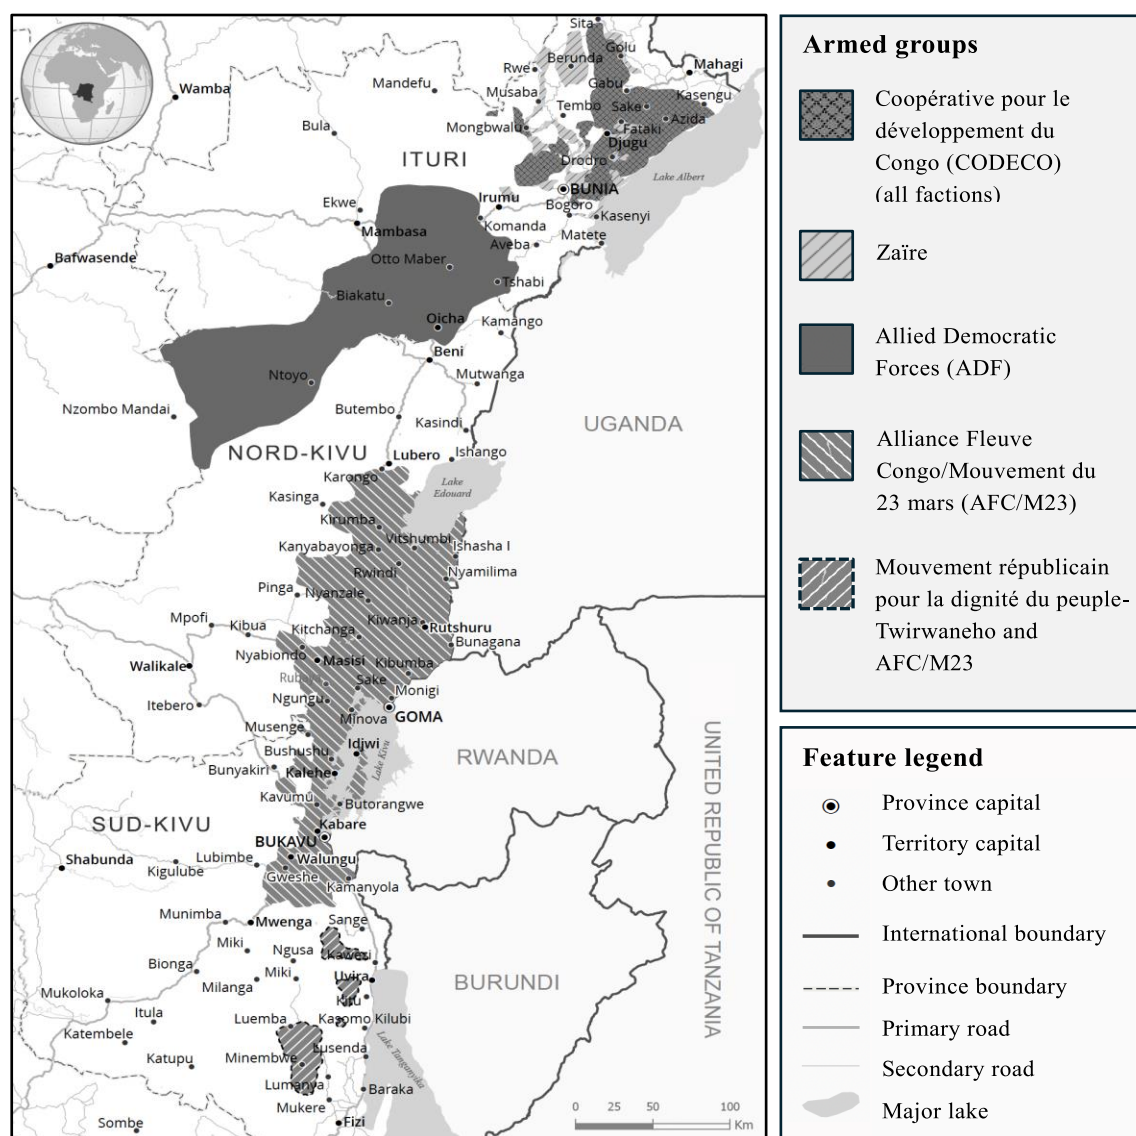 Sita
Golu
Berunda
Rwe
Mahagi
Mandefu
Gabu
Wamba
Musaba
Kasengu
Tembo
Sake
Azida
Bula
Mongbwalu
Fataki
Djugu
ITURI
Drodro
Lake Albert
BUNIA
Irumu
Ekwe
Bogoro
Kasenyi
Komanda
Mambasa
Matete
Aveba
Bafwasende
Otto Maber
Tshabi
Biakatu
Oicha
Kamango
Beni
Ntoyo
Mutwanga
Nzombo Mandai
Butembo
Kasindi
UGANDA
NORD-KIVU
Lubero
Ishango
Karongo
Lake
Edouard
Kasinga
Kirumba
Vitshumbi
Kanyabayonga
Ishasha I
Rwindi
Nyamilima
Pinga
Nyanzale
Mpofi
Kibua
Kiwanja
Kitchanga
Rutshuru
Bunagana
Nyabiondo
Masisi
Kibumba
Walikale
Sake
Ngungu
Monigi
Itebero
Minova
GOMA
Musenge
Idjwi
Bushushu
RWANDA
Bunyakiri
Kalehe
Lake Kivu
Kavumu
Butorangwe
SUD-KIVU
Kabare
BUKAVU
Shabunda
Lubimbe
Walungu
Kigulube
Gweshe
Kamanyola
UNITED REPUBLIC OF TANZANIA
Munimba
Mwenga
Sange
Miki
Ngusa
Kawezi
Bionga
Miki
Uvira
Milanga
BURUNDI
Mukoloka
Kitu
Itula
Luemba
Kasomo
Kilubi
Katembele
Lusenda
Katupu
Minembwe
Lake Tanganyika
Lumanya
Baraka
Mukere
Sombe
Fizi
0 25 50 100
Km
Armed groups
Coopérative pour le
développement du
Congo (CODECO)
(all factions)
Zaïre
Allied Democratic
Forces (ADF)
Alliance Fleuve
Congo/Mouvement du
23 mars (AFC/M23)
Mouvement républicain
pour la dignité du peuple-
Twirwaneho and
AFC/M23
Feature legend
Province capital
Territory capital
Other town
International boundary
Province boundary
Primary road
Secondary road
Major lake